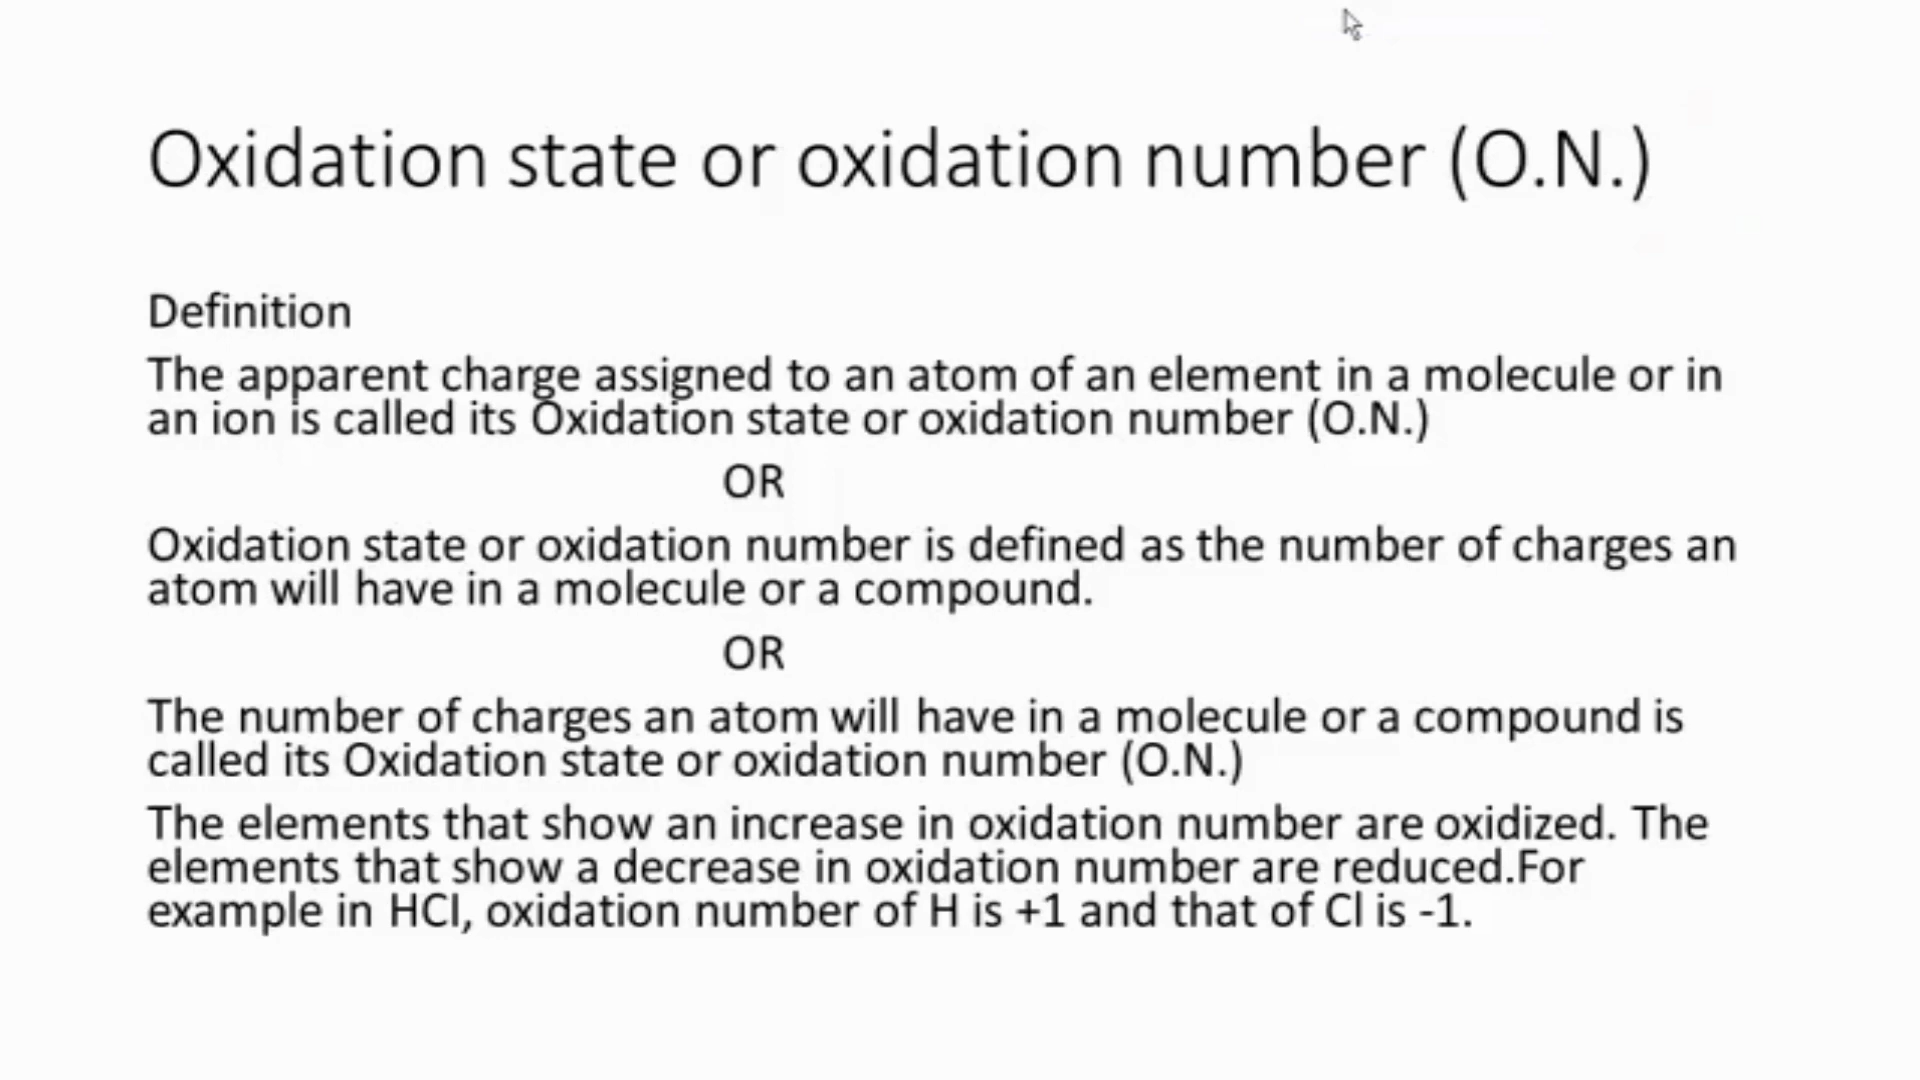 Oxidation state or oxidation number (O.N.)
Definition
The apparent charge assigned to an atom of an element in a molecule or in
an ion is called its Oxidation state or oxidation number (O.N.)
OR
Oxidation state or oxidation number is defined as the number of charges an
atom will have in a molecule or a compound.
OR
The number of charges an atom will have in a molecule or a compound is
called its Oxidation state or oxidation number (O.N.)
The elements that show an increase in oxidation number are oxidized. The
elements that show a decrease in oxidation number are reduced.For
example in HCl, oxidation number of H is +1 and that of Cl is -1.